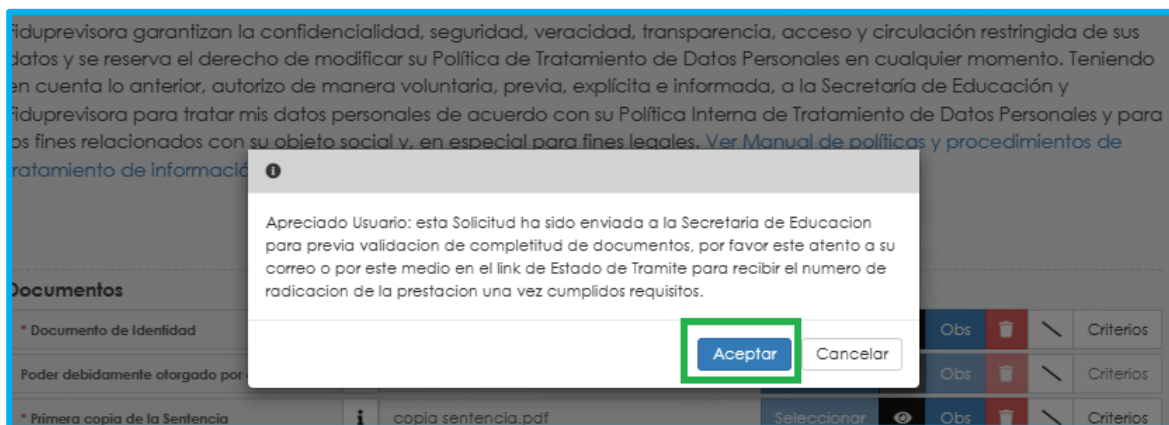 Fiduprevisora garantizan la confidencialidad, seguridad, veracidad, transparencia, acceso y circulación restringida de sus
datos y se reserva el derecho de modificar su Política de Tratamiento de Datos Personales en cualquier momento. Teniendo
en cuenta lo anterior, autorizo de manera voluntaria, previa, explícita e informada, a la Secretaría de Educación y
Fiduprevisora para tratar mis datos personales de acuerdo con su Política Interna de Tratamiento de Datos Personales y para
los fines relacionados con su objeto social y, en especial para fines legales. Ver Manual de políticas y procedimientos de
tratamiento de informació
Apreciado Usuario: esta Solicitud ha sido enviada a la Secretaria de Educacion
para previa validacion de completitud de documentos, por favor este atento a su
correo o por este medio en el link de Estado de Tramite para recibir el numero de
radicacion de la prestacion una vez cumplidos requisitos.
Aceptar Cancelar
Documentos
* Documento de Identidad Obs Criterios
Poder debidamente otorgado por Obs Criterios
* Primera copia de la Sentencia i copia sentencia.pdf Seleccionar Obs Criterios